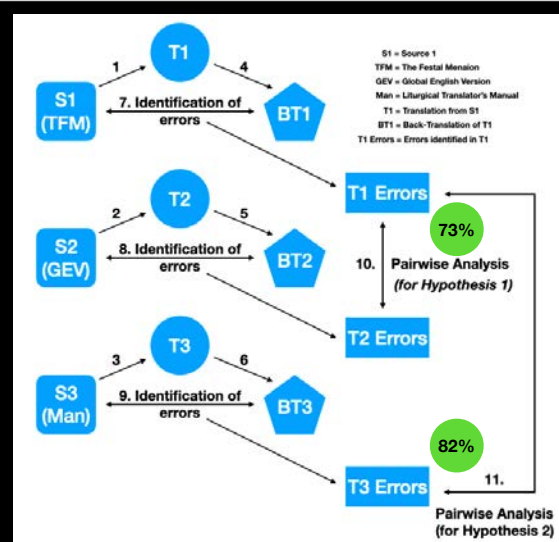 S1 = Source 1
TFM = The Festal Menaion
GEV = Global English Version
Man = Liturgical Translator's Manual
T1 = Translation from S1
BT1 = Back-Translation of T1
T1 Errors = Errors identified in T1
T1
1
4
S1
(TFM)
7. Identification of
errors
BT1
T1 Errors
73%
T2
2
5
S2
(GEV)
8. Identification of
errors
BT2
10.
Pairwise Analysis
(for Hypothesis 1)
T2 Errors
T3
3
6
S3
(Man)
9. Identification of
errors
BT3
82%
T3 Errors
11.
Pairwise Analysis
(for Hypothesis 2)